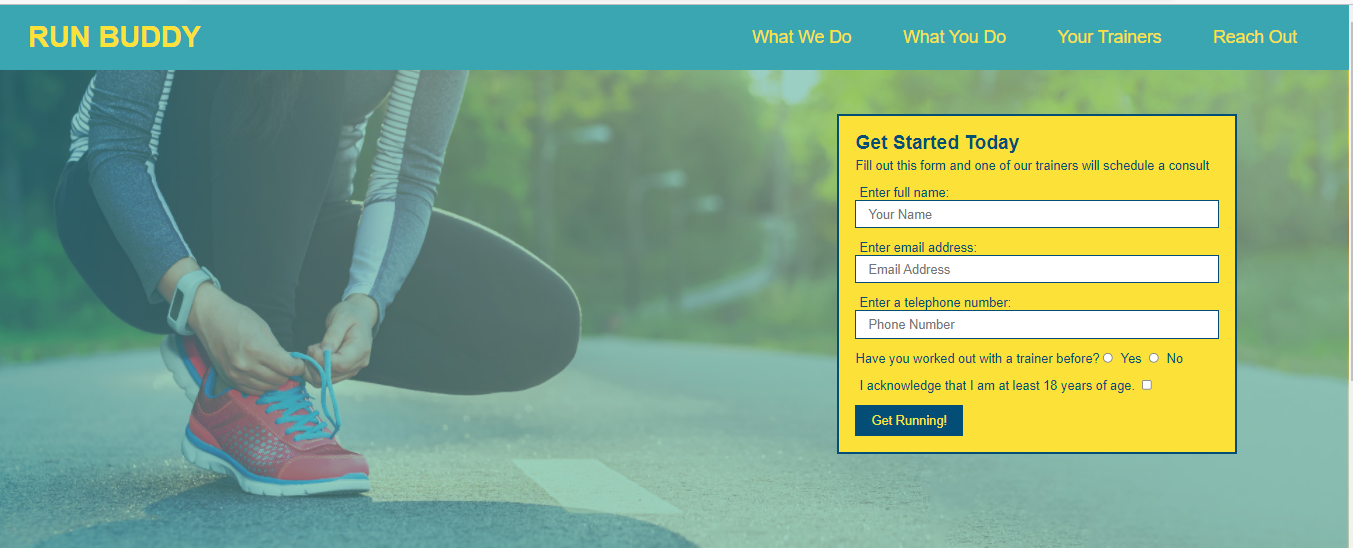 RUN BUDDY
What We Do What You Do Your Trainers Reach Out
Get Started Today
Fill out this form and one of our trainers will schedule a consult
Enter full name:
Your Name
Enter email address:
Email Address
Enter a telephone number:
Phone Number
Have you worked out with a trainer before? Yes No
I acknowledge that I am at least 18 years of age.
Get Running!